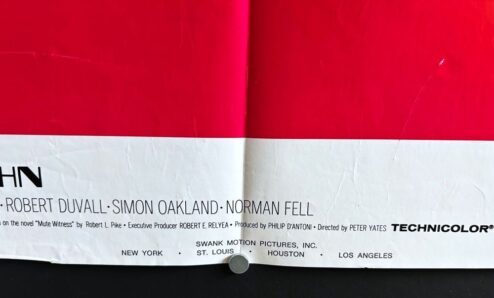 HN
· ROBERT DUVALL · SIMON OAKLAND · NORMAN FELL
on the novel "Mute Witness" by Robert L. Pike · Executive Producer ROBERT E. RELYEA · Produced by PHILIP D'ANTONI · Directed by PETER YATES TECHNICOLOR®
SWANK MOTION PICTURES, INC.
NEW YORK · ST. LOUIS · HOUSTON · LOS ANGELES